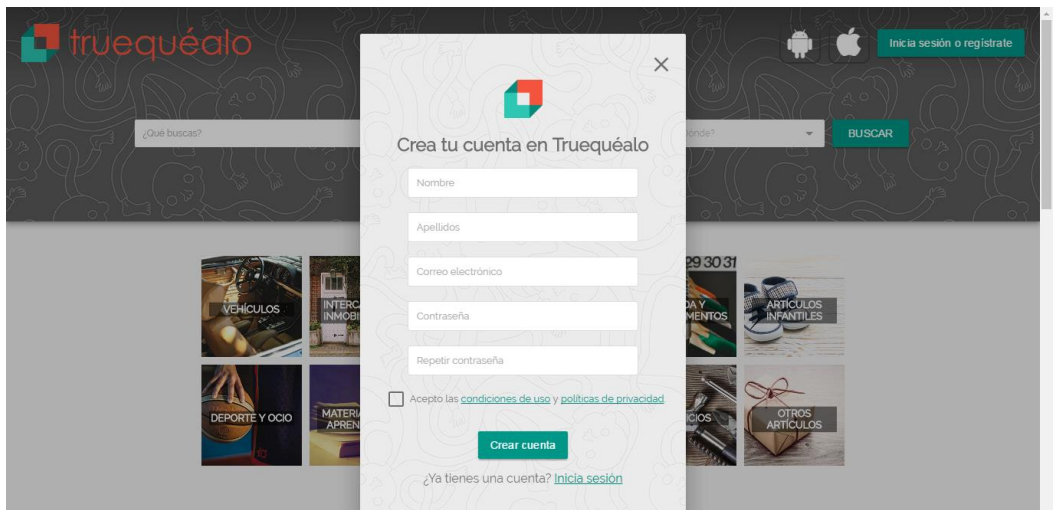 truequéalo
Inicia sesión o regístrate
¿Qué buscas?
BUSCAR
Crea tu cuenta en Truequéalo
Nombre
Apellidos
Correo electrónico
Contraseña
Repetir contraseña
Acepto las condiciones de uso y políticas de privacidad.
Crear cuenta
¿Ya tienes una cuenta? Inicia sesión
VEHÍCULOS
29 30 31
ARTÍCULOS
INFANTILES
DEPORTE Y OCIO
OTROS
ARTÍCULOS